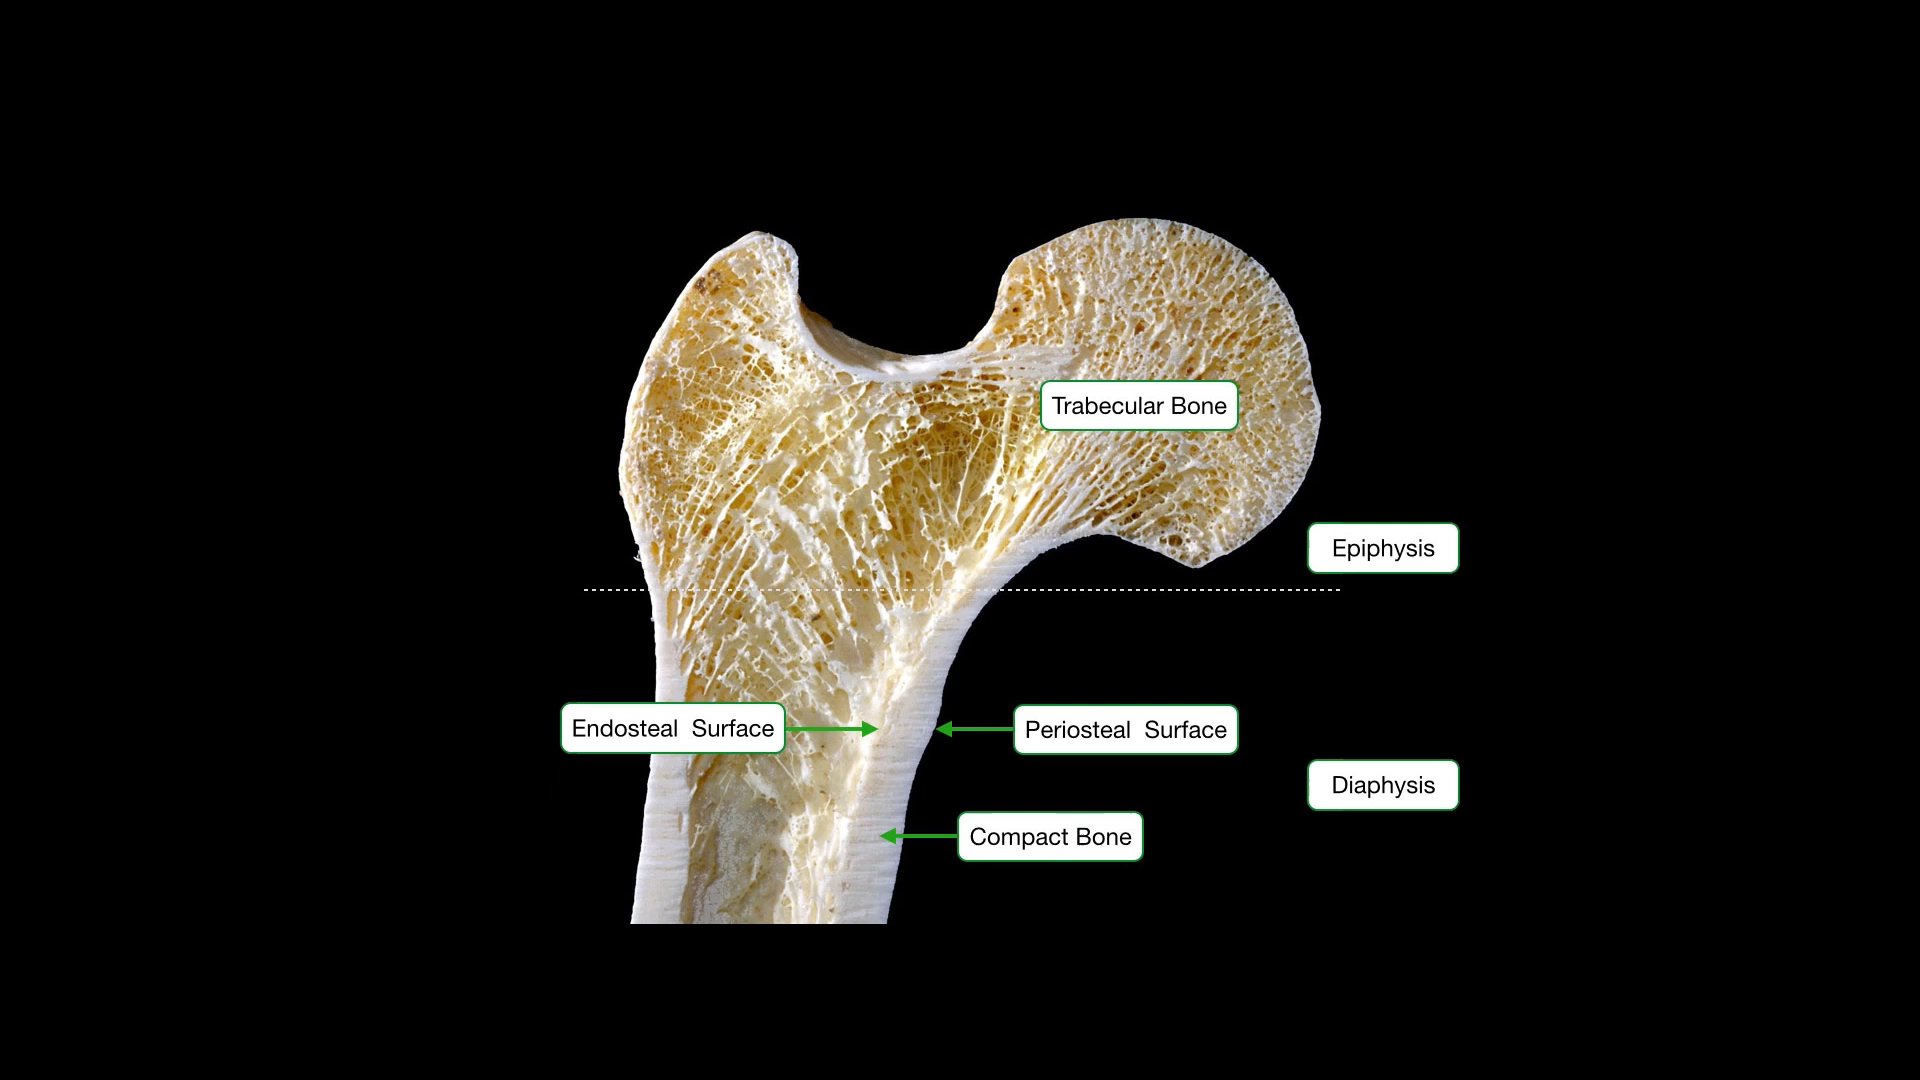 Trabecular Bone
Epiphysis
Endosteal  Surface
Periosteal  Surface
Diaphysis
Compact Bone